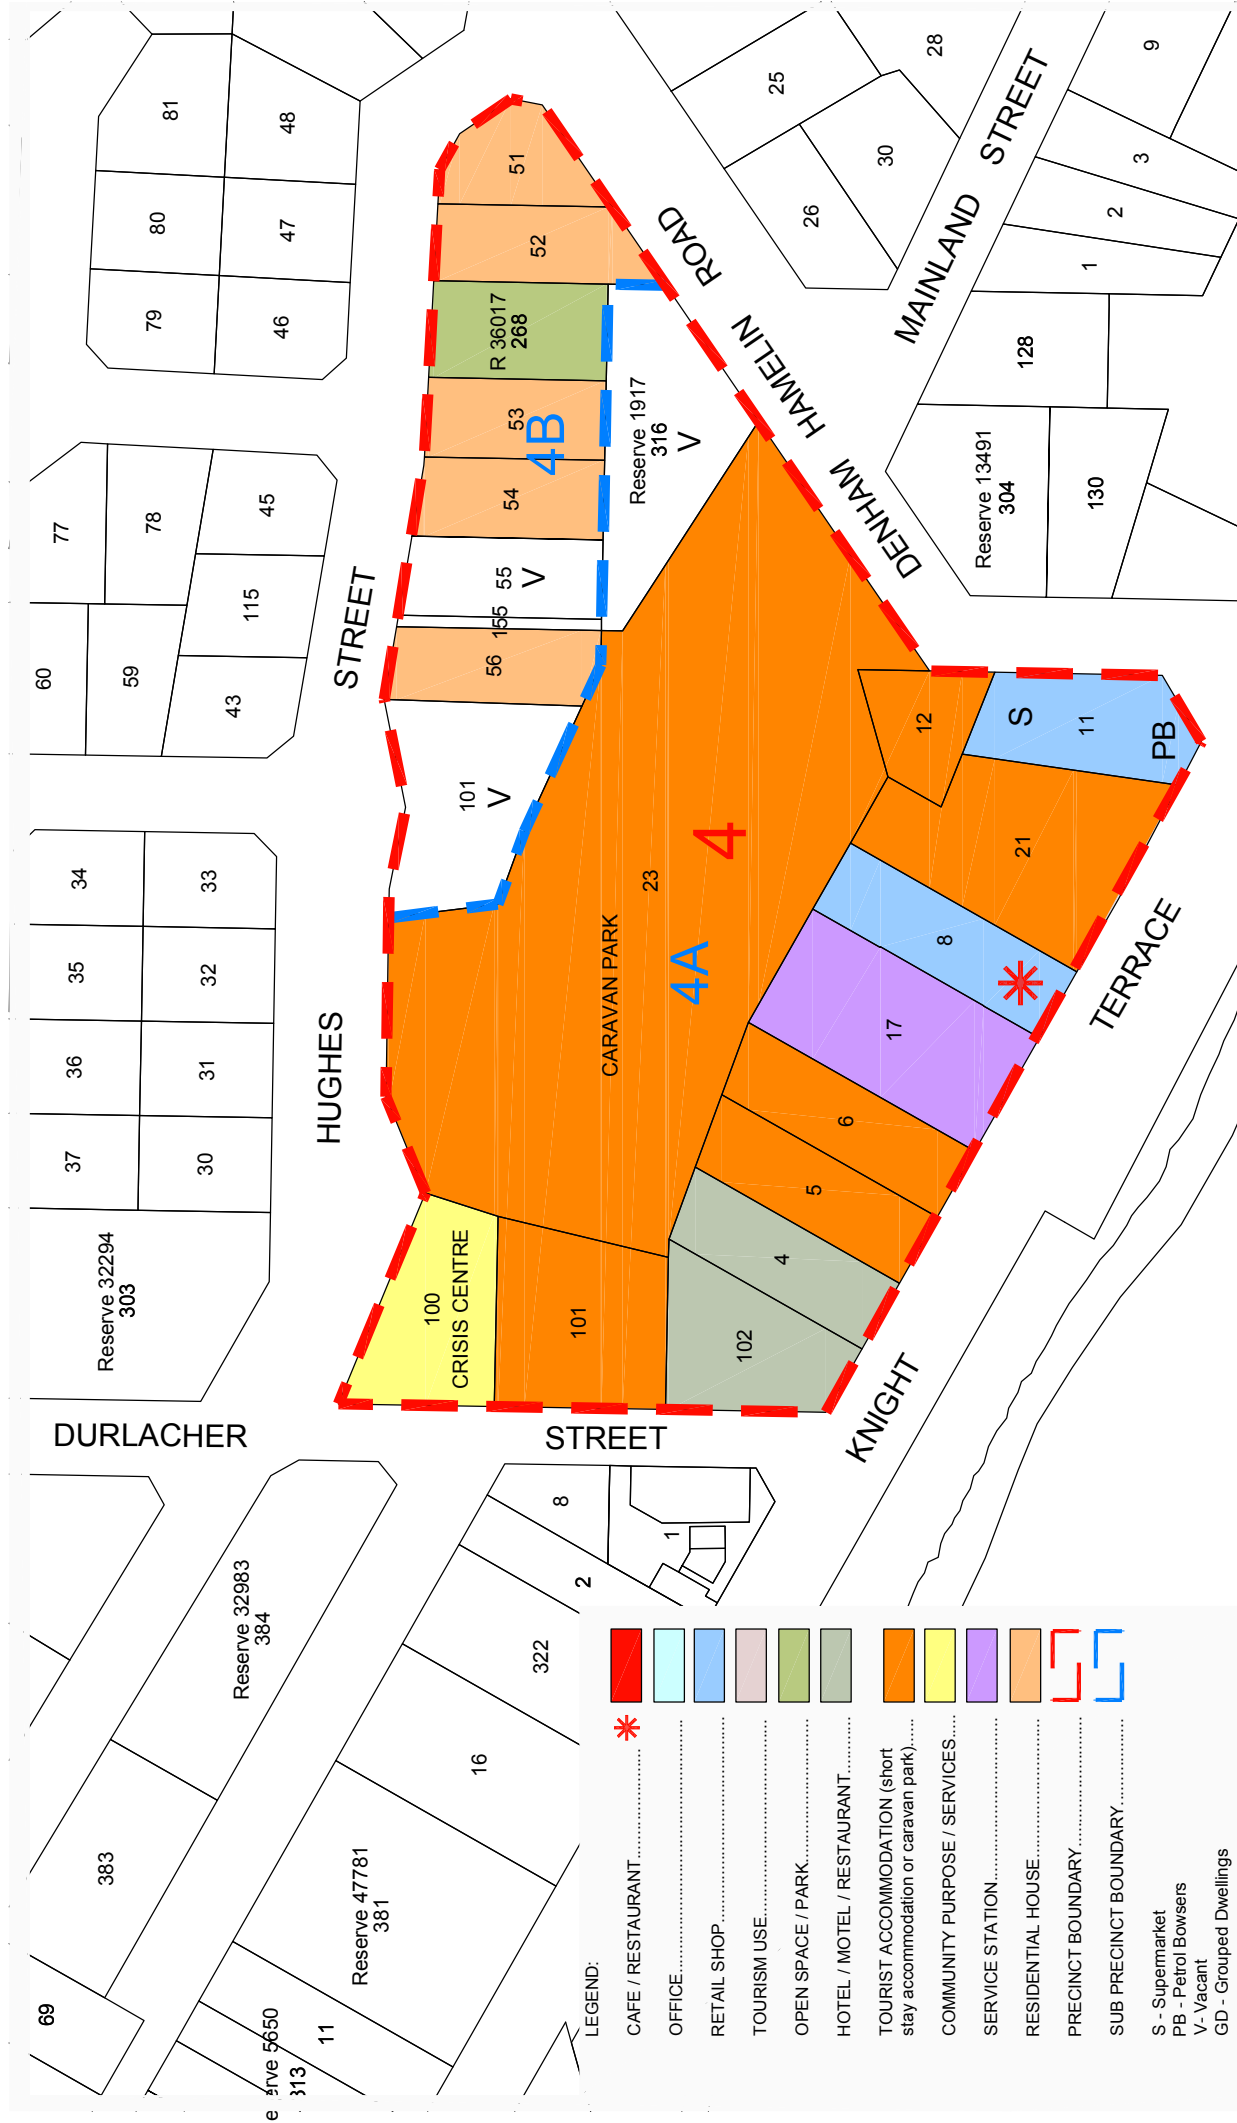 81
48
80
47
79
46
77
78
45
115
60
59
43
34
33
35
32
36
31
37
30
Reserve 32294
303
HUGHES
STREET
51
52
R 36017
268
53
4B
54
55
V
155
56
101
V
Reserve 1917
316
V
23
CARAVAN PARK
4
4A
12
S
11
PB
21
8
17
6
5
4
102
101
100
CRISIS CENTRE
DENHAM HAMELIN ROAD
MAINLAND STREET
25
28
30
26
9
3
2
1
128
Reserve 13491
304
130
KNIGHT TERRACE
DURLACHER STREET
8
1
2
322
16
Reserve 32983
384
383
Reserve 47781
381
69
erve 5650
313
11
e
LEGEND:
CAFE / RESTAURANT
OFFICE
RETAIL SHOP
TOURISM USE
OPEN SPACE / PARK
HOTEL / MOTEL / RESTAURANT
TOURIST ACCOMMODATION (short
stay accommodation or caravan park)
COMMUNITY PURPOSE / SERVICES
SERVICE STATION
RESIDENTIAL HOUSE
PRECINCT BOUNDARY
SUB PRECINCT BOUNDARY
S - Supermarket
PB - Petrol Bowsers
V- Vacant
GD - Grouped Dwellings